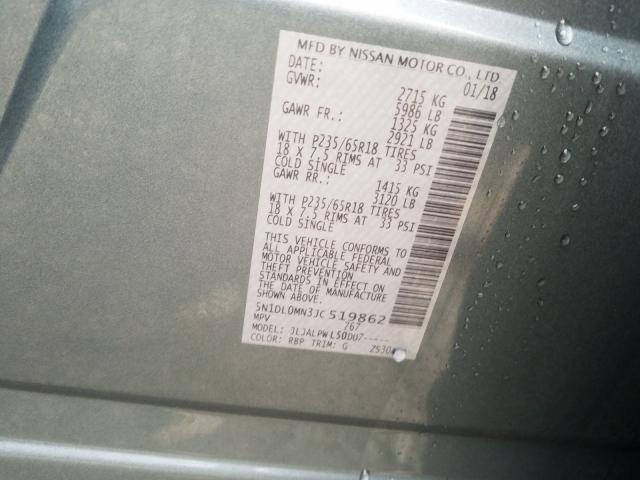 MFD BY NISSAN MOTOR CO., LTD
DATE: 01/18
GVWR: 2715 KG
5986 LB
GAWR FR.: 1325 KG
2921 LB
WITH P235/65R18 TIRES
18 X 7.5 RIMS AT 33 PSI
COLD SINGLE
GAWR RR.: 1415 KG
3120 LB
WITH P235/65R18 TIRES
18 X 7.5 RIMS AT 33 PSI
COLD SINGLE
THIS VEHICLE CONFORMS TO
ALL APPLICABLE FEDERAL
MOTOR VEHICLE SAFETY AND
THEFT PREVENTION
STANDARDS IN EFFECT ON
THE DATE OF MANUFACTURE
SHOWN ABOVE.
5N1DL0MN3JC 519862
MPV 767
MODEL: JLJALPWL50DU7-----
COLOR: RBP TRIM: G